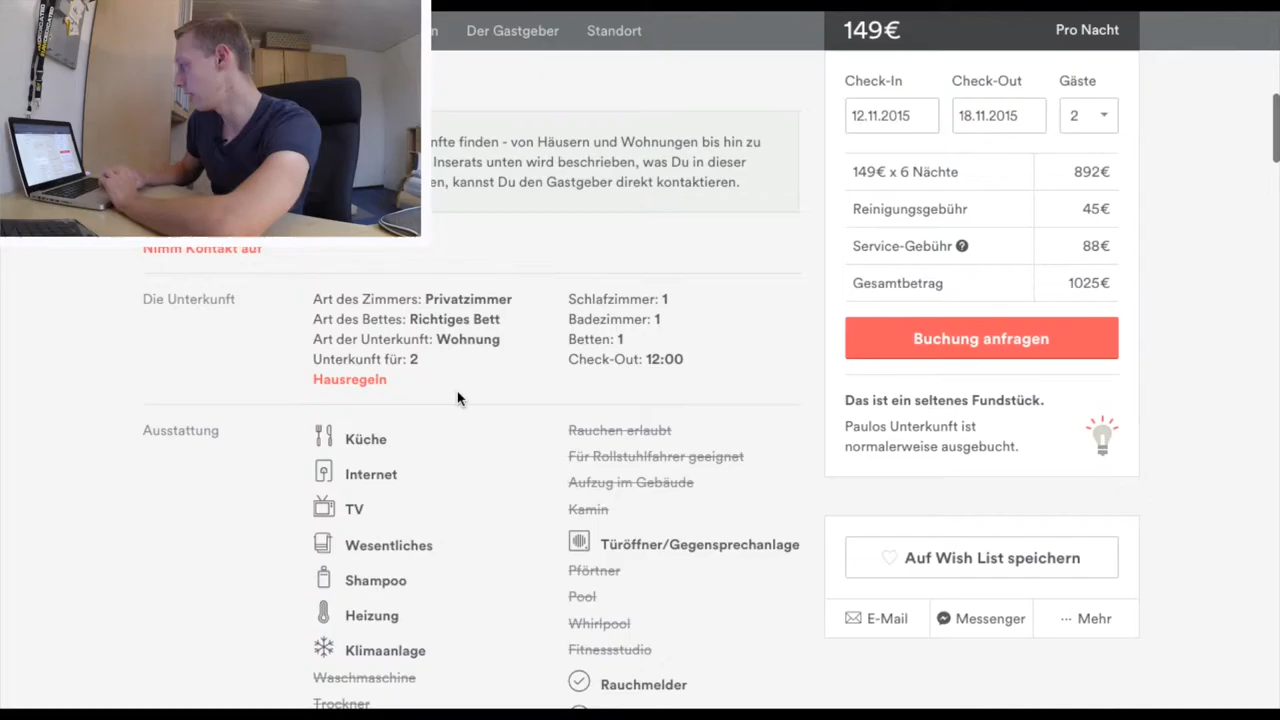 n
Der Gastgeber
Standort
nfte finden - von Häusern und Wohnungen bis hin zu
Inserats unten wird beschrieben, was Du in dieser
en, kannst Du den Gastgeber direkt kontaktieren.
Nimm Kontakt auf
Die Unterkunft
Art des Zimmers: Privatzimmer
Art des Bettes: Richtiges Bett
Art der Unterkunft: Wohnung
Unterkunft für: 2
Hausregeln
Schlafzimmer: 1
Badezimmer: 1
Betten: 1
Check-Out: 12:00
Ausstattung
Küche
Internet
TV
Wesentliches
Shampoo
Heizung
Klimaanlage
Waschmaschine
Trockner
Rauchen erlaubt
Für Rollstuhlfahrer geeignet
Aufzug im Gebäude
Kamin
Türöffner/Gegensprechanlage
Pförtner
Pool
Whirlpool
Fitnessstudio
Rauchmelder
149€ Pro Nacht
Check-In Check-Out Gäste
12.11.2015 18.11.2015 2
149€ x 6 Nächte 892€
Reinigungsgebühr 45€
Service-Gebühr ? 88€
Gesamtbetrag 1025€
Buchung anfragen
Das ist ein seltenes Fundstück.
Paulos Unterkunft ist
normalerweise ausgebucht.
Auf Wish List speichern
E-Mail Messenger ··· Mehr